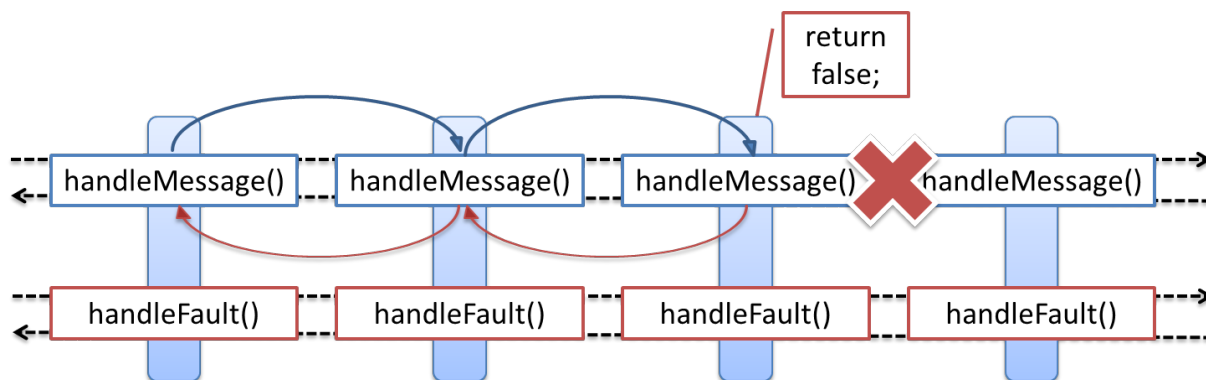 return
false;
handleMessage() handleMessage() handleMessage() handleMessage()
handleFault() handleFault() handleFault() handleFault()